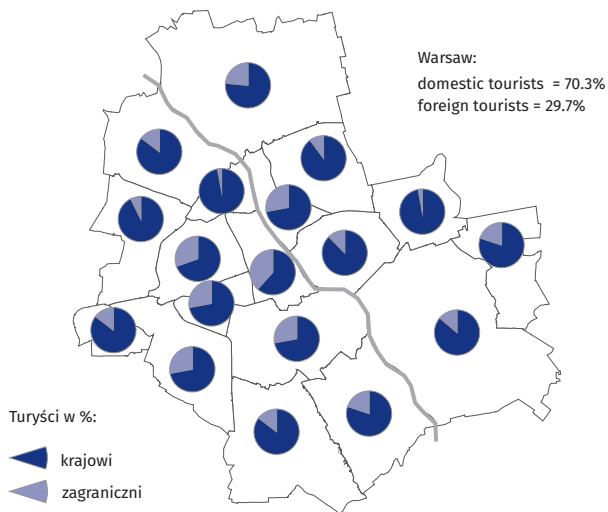 Warsaw:
domestic tourists = 70.3%
foreign tourists = 29.7%
Turyści w %:
krajowi
zagraniczni